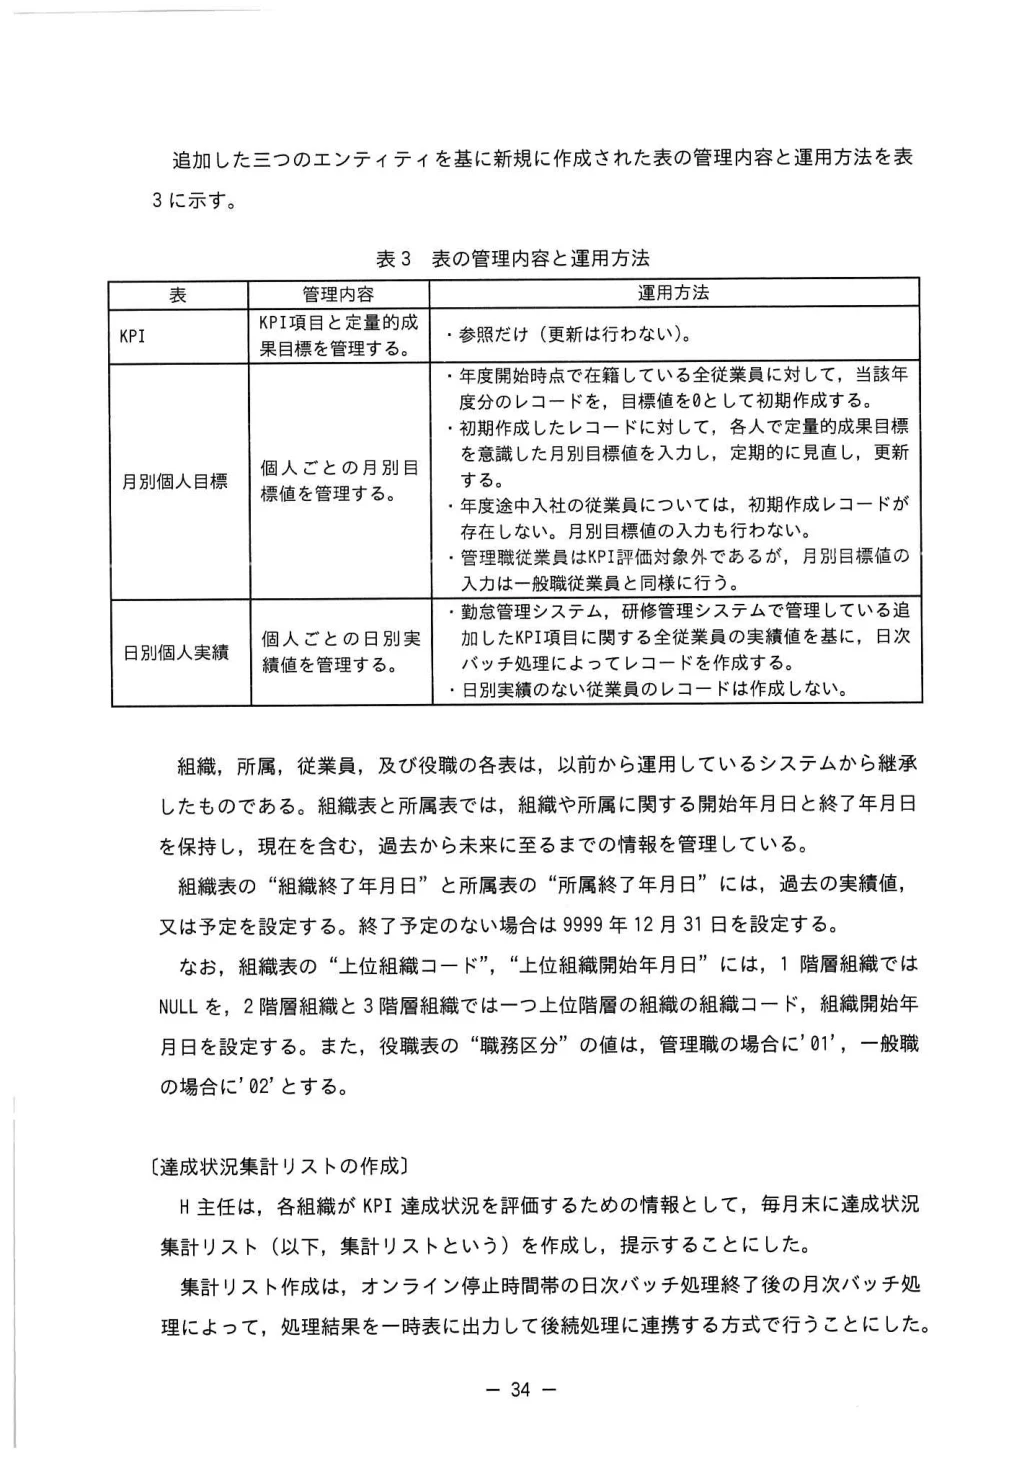 追加した三つのエンティティを基に新規に作成された表の管理内容と運用方法を表
3 に示す。
表 3　表の管理内容と運用方法
表　管理内容　運用方法
KPI
KPI項目と定量的成
果目標を管理する。
・参照だけ（更新は行わない）。
月別個人目標
個人ごとの月別目
標値を管理する。
・年度開始時点で在籍している全従業員に対して，当該年
度分のレコードを，目標値を0として初期作成する。
・初期作成したレコードに対して，各人で定量的成果目標
を意識した月別目標値を入力し，定期的に見直し，更新
する。
・年度途中入社の従業員については，初期作成レコードが
存在しない。月別目標値の入力も行わない。
・管理職従業員はKPI評価対象外であるが，月別目標値の
入力は一般職従業員と同様に行う。
日別個人実績
個人ごとの日別実
績値を管理する。
・勤怠管理システム，研修管理システムで管理している追
加したKPI項目に関する全従業員の実績値を基に，日次
バッチ処理によってレコードを作成する。
・日別実績のない従業員のレコードは作成しない。
組織，所属，従業員，及び役職の各表は，以前から運用しているシステムから継承
したものである。組織表と所属表では，組織や所属に関する開始年月日と終了年月日
を保持し，現在を含む，過去から未来に至るまでの情報を管理している。
組織表の“組織終了年月日”と所属表の“所属終了年月日”には，過去の実績値，
又は予定を設定する。終了予定のない場合は 9999 年 12 月 31 日を設定する。
なお，組織表の“上位組織コード”，“上位組織開始年月日”には，1 階層組織では
NULL を，2 階層組織と 3 階層組織では一つ上位階層の組織の組織コード，組織開始年
月日を設定する。また，役職表の“職務区分”の値は，管理職の場合に’01’，一般職
の場合に’02’とする。
〔達成状況集計リストの作成〕
H 主任は，各組織が KPI 達成状況を評価するための情報として，毎月末に達成状況
集計リスト（以下，集計リストという）を作成し，提示することにした。
集計リスト作成は，オンライン停止時間帯の日次バッチ処理終了後の月次バッチ処
理によって，処理結果を一時表に出力して後続処理に連携する方式で行うことにした。
－ 34 －